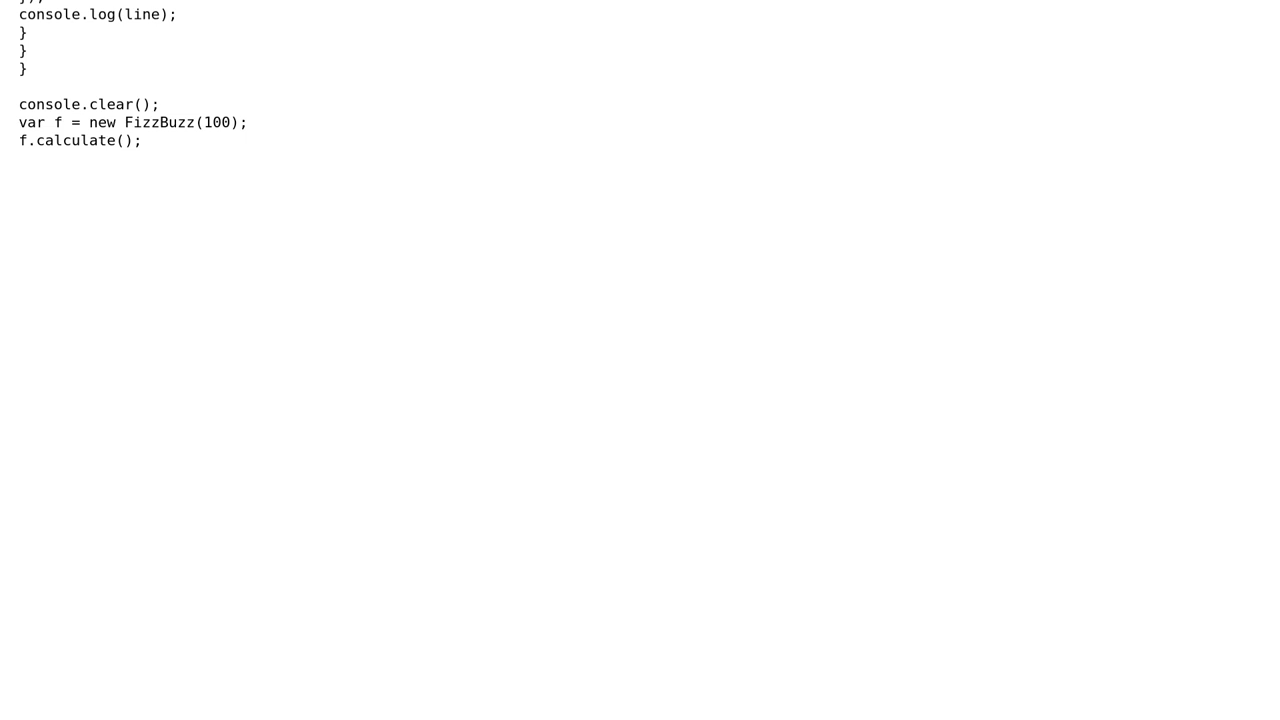 });
console.log(line);
}
}
}
console.clear();
var f = new FizzBuzz(100);
f.calculate();